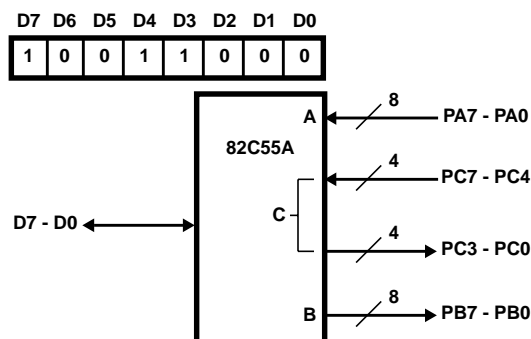 D7 D6 D5 D4 D3 D2 D1 D0
1 0 0 1 1 0 0 0
A 8 PA7 - PA0
82C55A
4 PC7 - PC4
C
D7 - D0
4 PC3 - PC0
B 8 PB7 - PB0